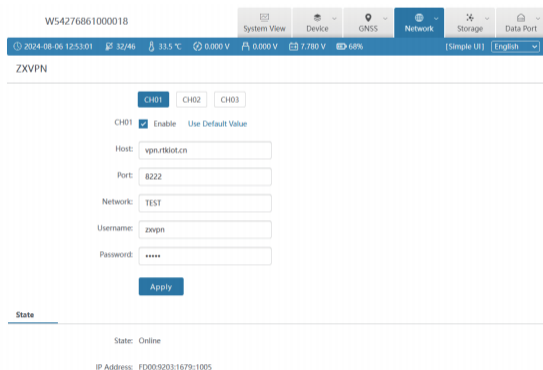 W54276861000018
System View
Device
GNSS
Network
Storage
Data Port
2024-08-06 12:53:01 32/46 33.5 ℃ 0.000 V 0.000 V 7.780 V 68% [Simple UI] English
ZXVPN
CH01 CH02 CH03
CH01 Enable Use Default Value
Host: vpn.rtkiot.cn
Port: 8222
Network: TEST
Username: zxvpn
Password: •••••
Apply
State
State: Online
IP Address: FD00:9203:1679::1005